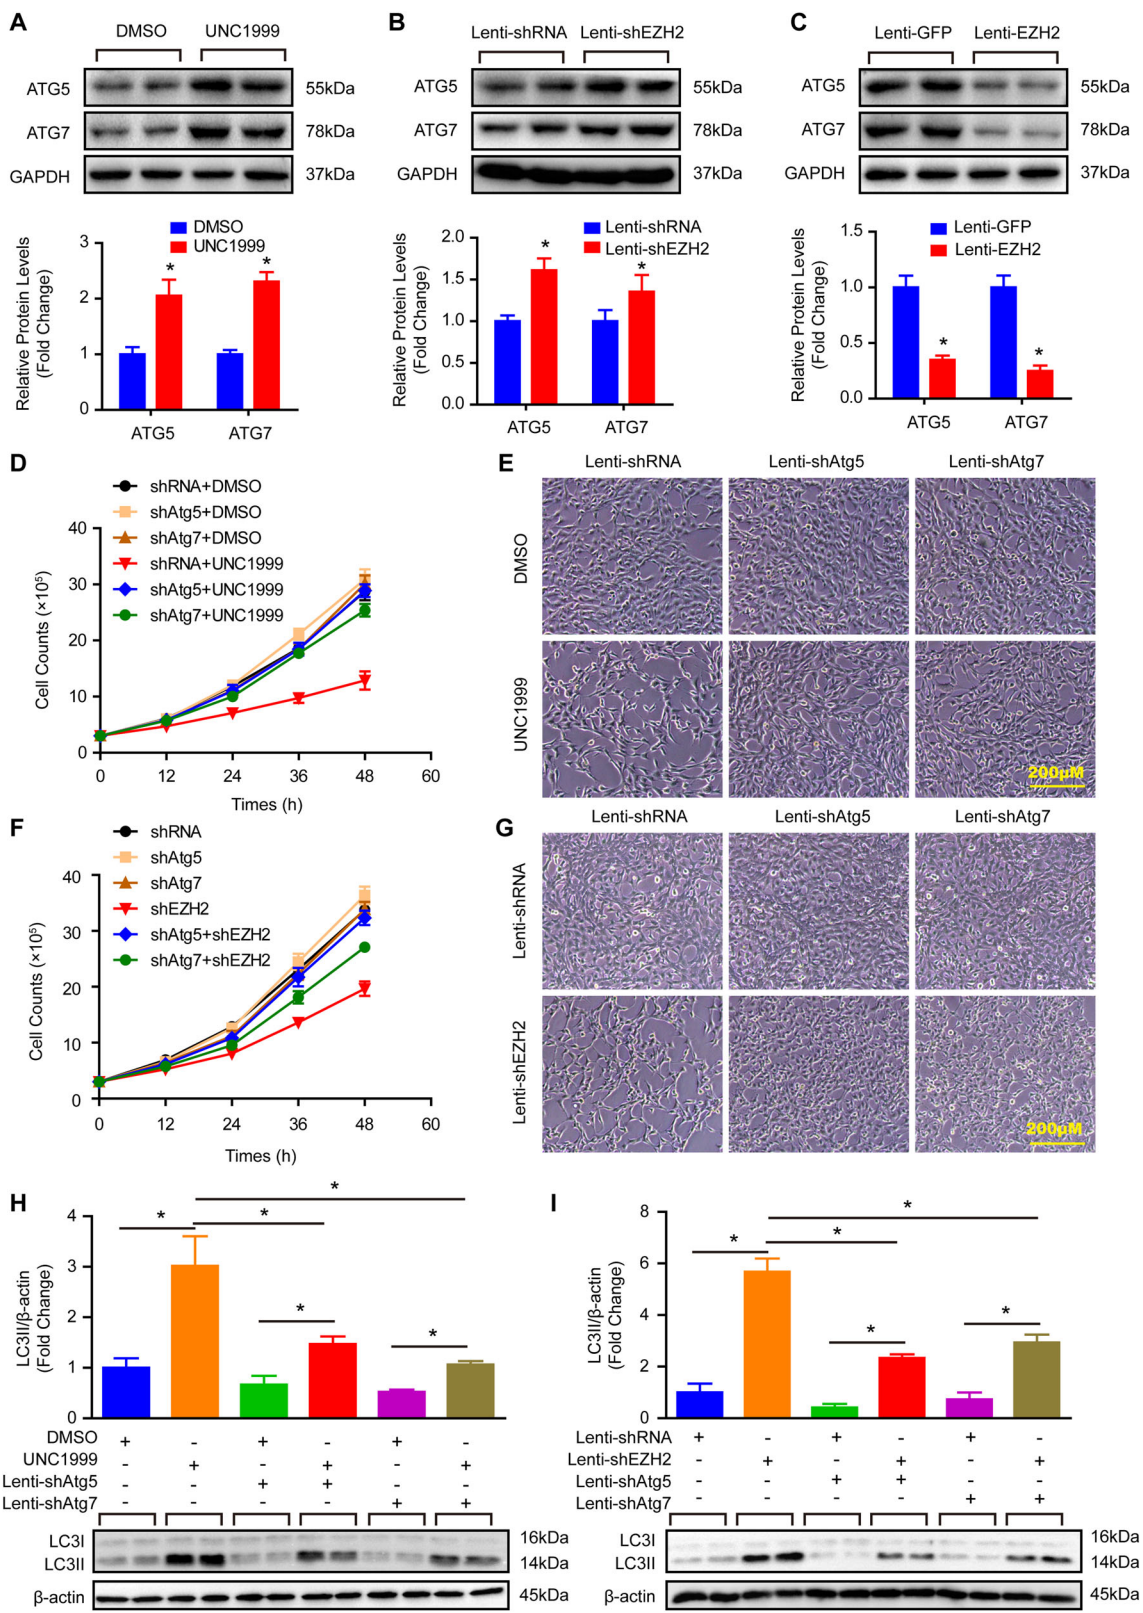 A
DMSO UNC1999
ATG5 55kDa
ATG7 78kDa
GAPDH 37kDa
DMSO
UNC1999
Relative Protein Levels
(Fold Change)
3
2
1
0
* *
ATG5 ATG7
B
Lenti-shRNA Lenti-shEZH2
ATG5 55kDa
ATG7 78kDa
GAPDH 37kDa
Lenti-shRNA
Lenti-shEZH2
Relative Protein Levels
(Fold Change)
2.0
1.5
1.0
0.5
0.0
* *
ATG5 ATG7
C
Lenti-GFP Lenti-EZH2
ATG5 55kDa
ATG7 78kDa
GAPDH 37kDa
Lenti-GFP
Lenti-EZH2
Relative Protein Levels
(Fold Change)
1.5
1.0
0.5
0.0
* *
ATG5 ATG7
D
shRNA+DMSO
shAtg5+DMSO
shAtg7+DMSO
shRNA+UNC1999
shAtg5+UNC1999
shAtg7+UNC1999
Cell Counts (×10⁵)
40
30
20
10
0
0 12 24 36 48 60
Times (h)
E
Lenti-shRNA Lenti-shAtg5 Lenti-shAtg7
DMSO
UNC1999
200μM
F
shRNA
shAtg5
shAtg7
shEZH2
shAtg5+shEZH2
shAtg7+shEZH2
Cell Counts (×10⁵)
40
30
20
10
0
0 12 24 36 48 60
Times (h)
G
Lenti-shRNA Lenti-shAtg5 Lenti-shAtg7
Lenti-shRNA
Lenti-shEZH2
200μM
H
LC3II/β-actin
(Fold Change)
4
3
2
1
0
* * * * *
DMSO + - + - + -
UNC1999 - + - + - +
Lenti-shAtg5 - - + + - -
Lenti-shAtg7 - - - - + +
LC3I 16kDa
LC3II 14kDa
β-actin 45kDa
I
LC3II/β-actin
(Fold Change)
8
6
4
2
0
* * * * *
Lenti-shRNA + - + - + -
Lenti-shEZH2 - + - + - +
Lenti-shAtg5 - - + + - -
Lenti-shAtg7 - - - - + +
LC3I 16kDa
LC3II 14kDa
β-actin 45kDa